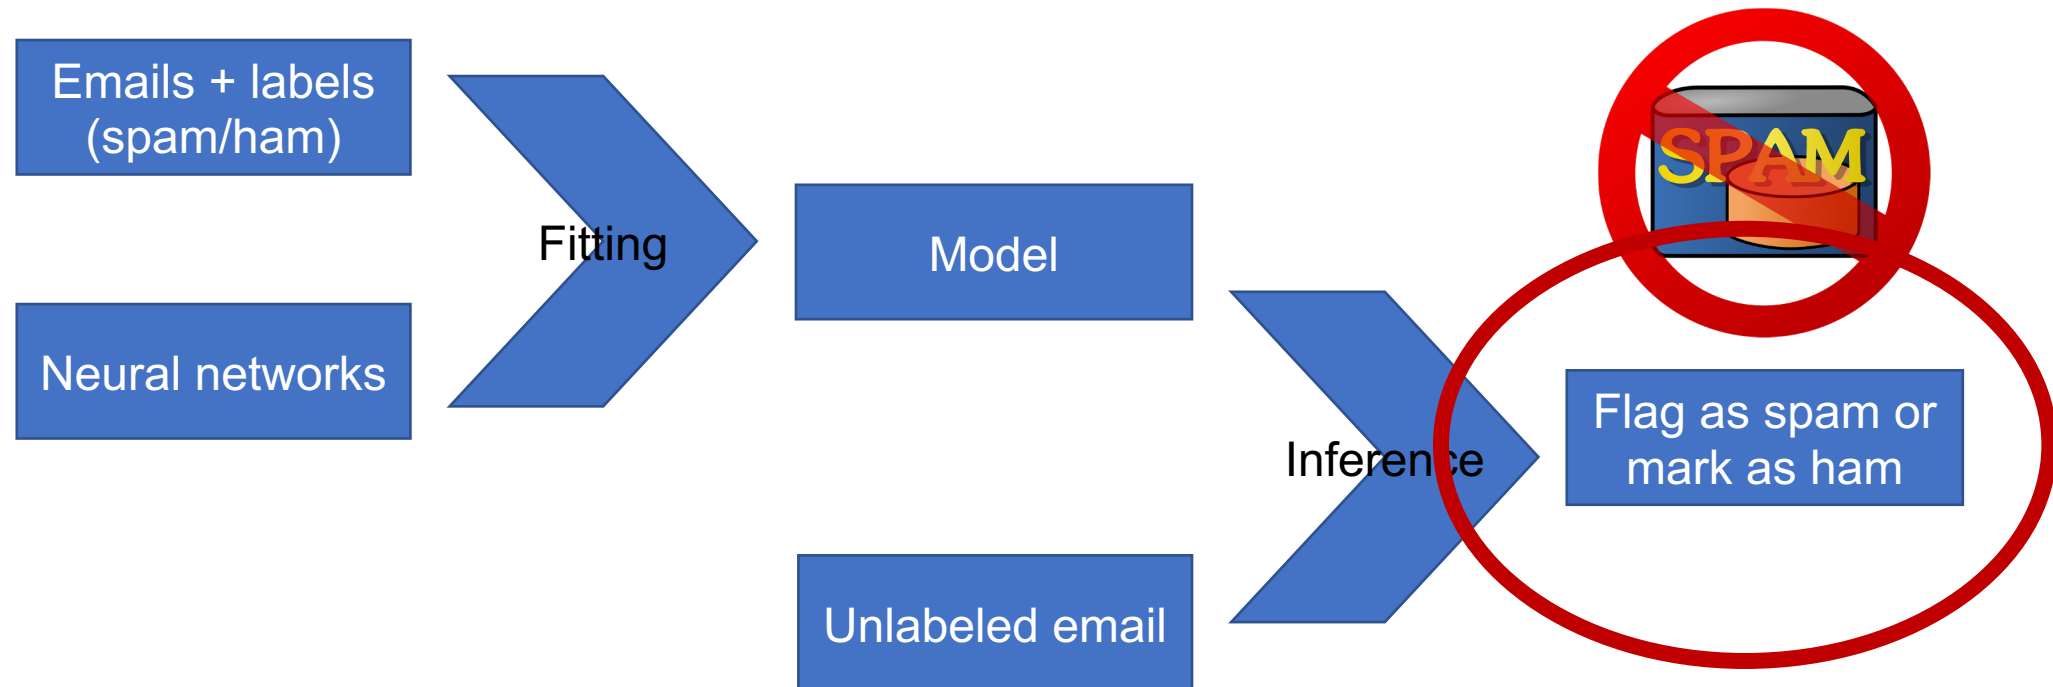 Emails + labels
(spam/ham)
Neural networks
Fitting
Model
Unlabeled email
Inference
SPAM
Flag as spam or
mark as ham